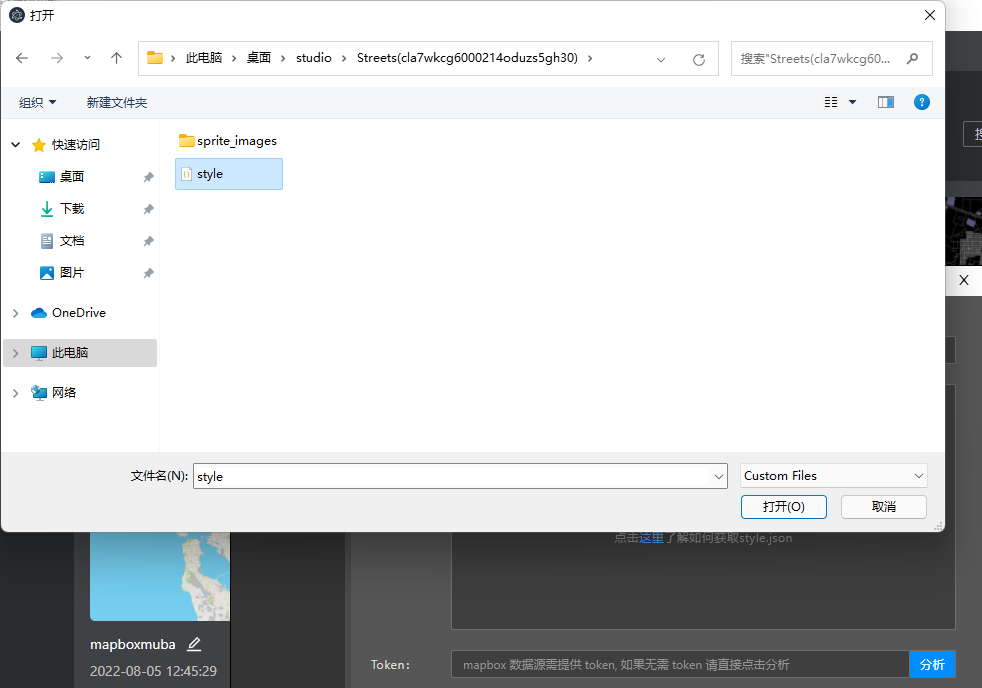 打开
此电脑 > 桌面 > studio > Streets(cla7wkcg6000214oduzs5gh30) >
搜索"Streets(cla7wkcg60...
组织
新建文件夹
快速访问
桌面
下载
文档
图片
OneDrive
此电脑
网络
sprite_images
style
文件名(N):
style
Custom Files
打开(O)
取消
X
点击这里了解如何获取style.json
mapboxmuba
2022-08-05 12:45:29
Token:
mapbox 数据源需提供 token, 如果无需 token 请直接点击分析
分析